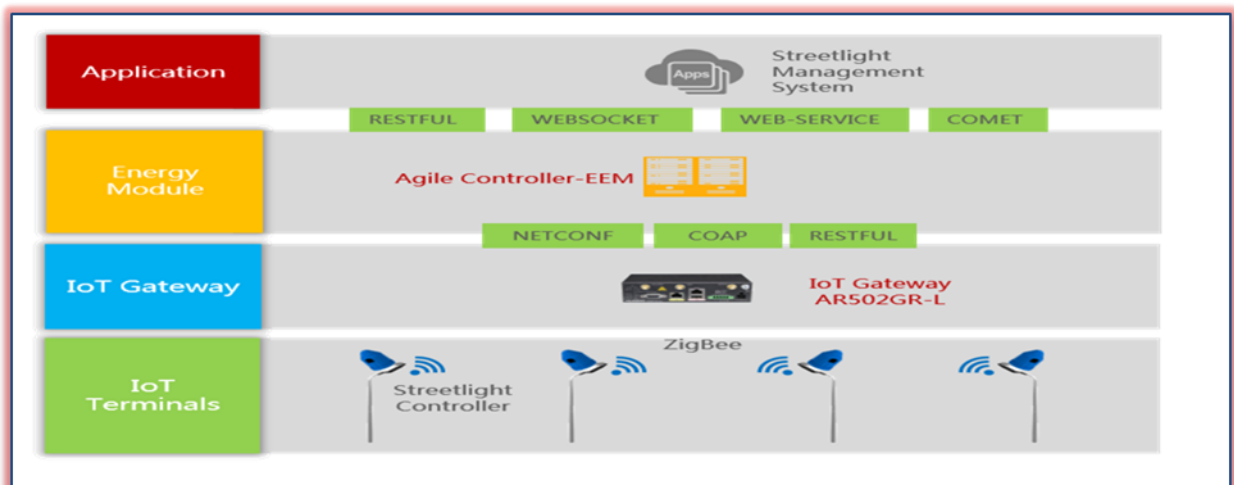 Application
Apps
Streetlight
Management
System
RESTFUL
WEBSOCKET
WEB-SERVICE
COMET
Energy
Module
Agile Controller-EEM
NETCONF
COAP
RESTFUL
IoT Gateway
IoT Gateway
AR502GR-L
IoT
Terminals
ZigBee
Streetlight
Controller